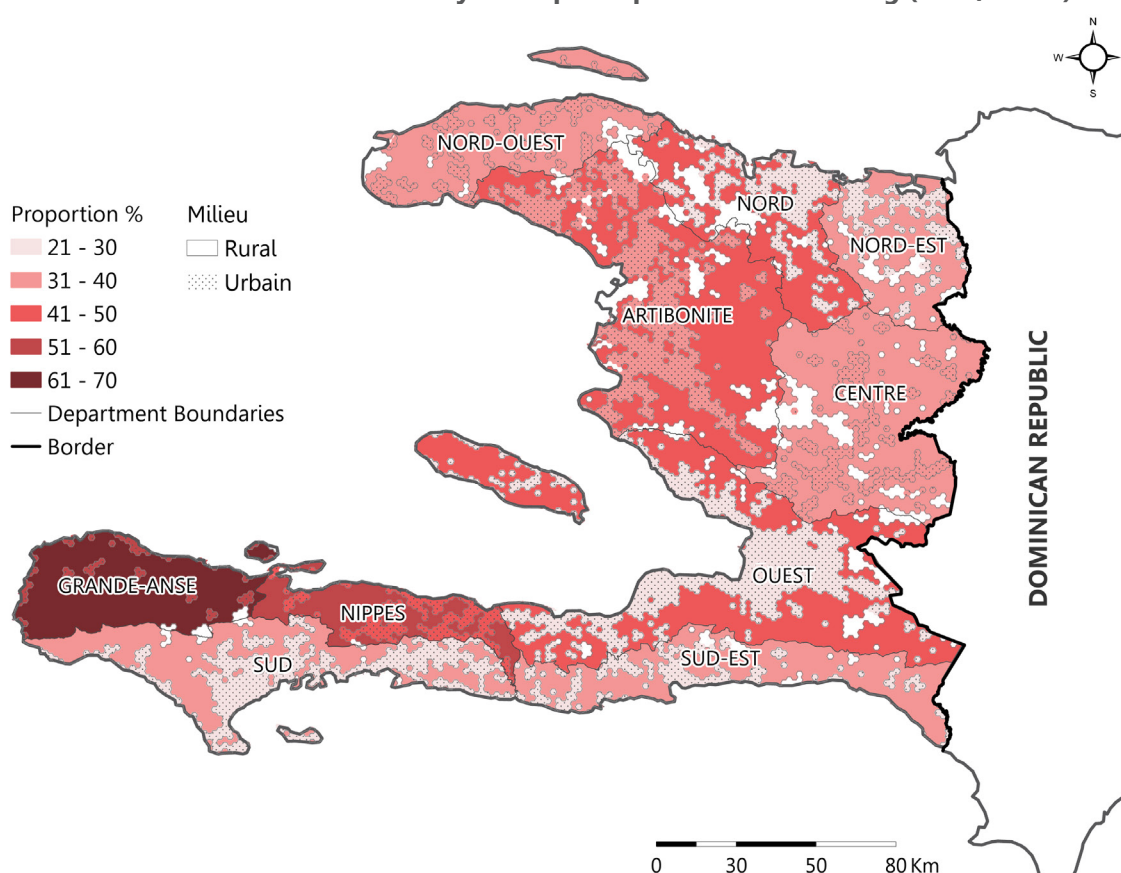 N
W
S
NORD-OUEST
NORD
NORD-EST
Proportion % Milieu
21 - 30 Rural
31 - 40 Urbain
41 - 50
51 - 60
61 - 70
Department Boundaries
Border
ARTIBONITE
CENTRE
DOMINICAN REPUBLIC
GRANDE-ANSE
NIPPES
OUEST
SUD
SUD-EST
0 30 50 80 Km